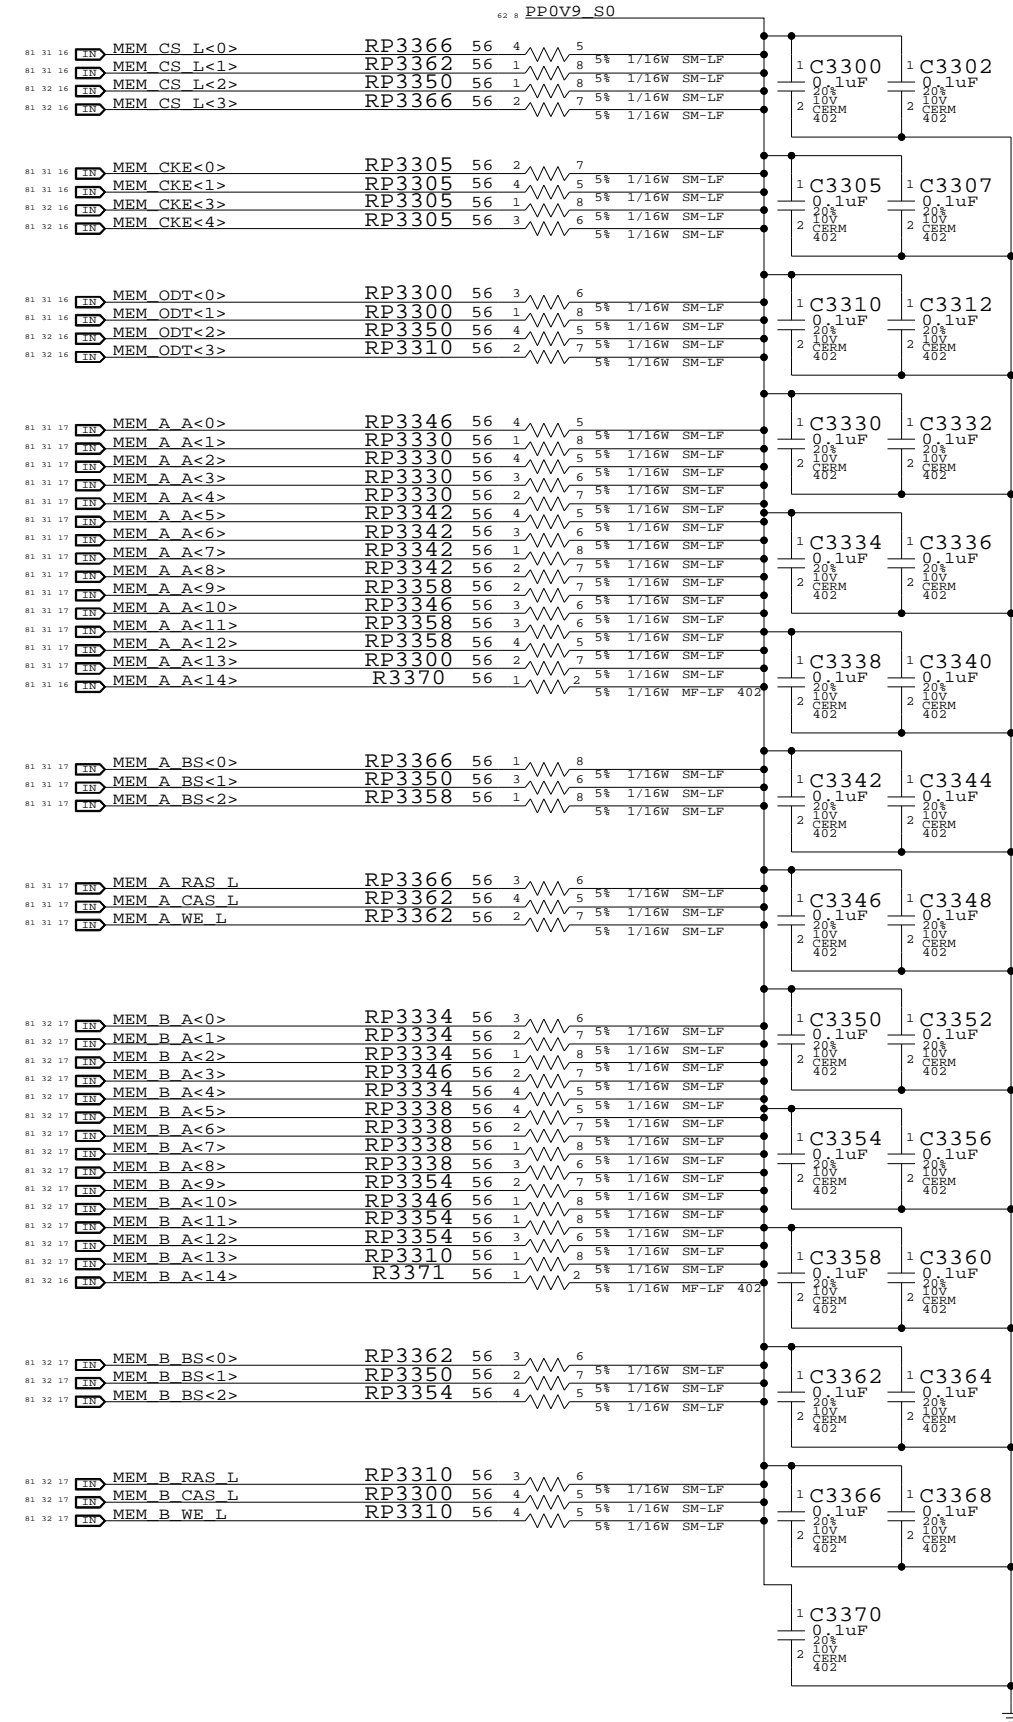 62 8 PP0V9_S0
81 31 16 IN MEM_CS_L<0> RP3366 56 4 5 5% 1/16W SM-LF
81 31 16 IN MEM_CS_L<1> RP3362 56 1 8 5% 1/16W SM-LF
81 32 16 IN MEM_CS_L<2> RP3350 56 1 8 5% 1/16W SM-LF
81 32 16 IN MEM_CS_L<3> RP3366 56 2 7 5% 1/16W SM-LF
1 C3300 1 C3302
0.1uF 0.1uF
20% 20%
10V 10V
2 CERM 2 CERM
402 402
81 31 16 IN MEM_CKE<0> RP3305 56 2 7 5% 1/16W SM-LF
81 31 16 IN MEM_CKE<1> RP3305 56 4 5 5% 1/16W SM-LF
81 32 16 IN MEM_CKE<3> RP3305 56 1 8 5% 1/16W SM-LF
81 32 16 IN MEM_CKE<4> RP3305 56 3 6 5% 1/16W SM-LF
1 C3305 1 C3307
0.1uF 0.1uF
20% 20%
10V 10V
2 CERM 2 CERM
402 402
81 31 16 IN MEM_ODT<0> RP3300 56 3 6 5% 1/16W SM-LF
81 31 16 IN MEM_ODT<1> RP3300 56 1 8 5% 1/16W SM-LF
81 32 16 IN MEM_ODT<2> RP3350 56 4 5 5% 1/16W SM-LF
81 32 16 IN MEM_ODT<3> RP3310 56 2 7 5% 1/16W SM-LF
1 C3310 1 C3312
0.1uF 0.1uF
20% 20%
10V 10V
2 CERM 2 CERM
402 402
81 31 17 IN MEM_A_A<0> RP3346 56 4 5 5% 1/16W SM-LF
81 31 17 IN MEM_A_A<1> RP3330 56 1 8 5% 1/16W SM-LF
81 31 17 IN MEM_A_A<2> RP3330 56 4 5 5% 1/16W SM-LF
81 31 17 IN MEM_A_A<3> RP3330 56 3 6 5% 1/16W SM-LF
81 31 17 IN MEM_A_A<4> RP3330 56 2 7 5% 1/16W SM-LF
81 31 17 IN MEM_A_A<5> RP3342 56 4 5 5% 1/16W SM-LF
81 31 17 IN MEM_A_A<6> RP3342 56 3 6 5% 1/16W SM-LF
81 31 17 IN MEM_A_A<7> RP3342 56 1 8 5% 1/16W SM-LF
81 31 17 IN MEM_A_A<8> RP3342 56 2 7 5% 1/16W SM-LF
81 31 17 IN MEM_A_A<9> RP3358 56 2 7 5% 1/16W SM-LF
81 31 17 IN MEM_A_A<10> RP3346 56 3 6 5% 1/16W SM-LF
81 31 17 IN MEM_A_A<11> RP3358 56 3 6 5% 1/16W SM-LF
81 31 17 IN MEM_A_A<12> RP3358 56 4 5 5% 1/16W SM-LF
81 31 17 IN MEM_A_A<13> RP3300 56 2 7 5% 1/16W SM-LF
81 31 16 IN MEM_A_A<14> R3370 56 1 2 5% 1/16W MF-LF 402
1 C3330 1 C3332
0.1uF 0.1uF
20% 20%
10V 10V
2 CERM 2 CERM
402 402
1 C3334 1 C3336
0.1uF 0.1uF
20% 20%
10V 10V
2 CERM 2 CERM
402 402
1 C3338 1 C3340
0.1uF 0.1uF
20% 20%
10V 10V
2 CERM 2 CERM
402 402
81 31 17 IN MEM_A_BS<0> RP3366 56 1 8 5% 1/16W SM-LF
81 31 17 IN MEM_A_BS<1> RP3350 56 3 6 5% 1/16W SM-LF
81 31 17 IN MEM_A_BS<2> RP3358 56 1 8 5% 1/16W SM-LF
1 C3342 1 C3344
0.1uF 0.1uF
20% 20%
10V 10V
2 CERM 2 CERM
402 402
81 31 17 IN MEM_A_RAS_L RP3366 56 3 6 5% 1/16W SM-LF
81 31 17 IN MEM_A_CAS_L RP3362 56 4 5 5% 1/16W SM-LF
81 31 17 IN MEM_A_WE_L RP3362 56 2 7 5% 1/16W SM-LF
1 C3346 1 C3348
0.1uF 0.1uF
20% 20%
10V 10V
2 CERM 2 CERM
402 402
81 32 17 IN MEM_B_A<0> RP3334 56 3 6 5% 1/16W SM-LF
81 32 17 IN MEM_B_A<1> RP3334 56 2 7 5% 1/16W SM-LF
81 32 17 IN MEM_B_A<2> RP3334 56 1 8 5% 1/16W SM-LF
81 32 17 IN MEM_B_A<3> RP3346 56 2 7 5% 1/16W SM-LF
81 32 17 IN MEM_B_A<4> RP3334 56 4 5 5% 1/16W SM-LF
81 32 17 IN MEM_B_A<5> RP3338 56 4 5 5% 1/16W SM-LF
81 32 17 IN MEM_B_A<6> RP3338 56 2 7 5% 1/16W SM-LF
81 32 17 IN MEM_B_A<7> RP3338 56 1 8 5% 1/16W SM-LF
81 32 17 IN MEM_B_A<8> RP3338 56 3 6 5% 1/16W SM-LF
81 32 17 IN MEM_B_A<9> RP3354 56 2 7 5% 1/16W SM-LF
81 32 17 IN MEM_B_A<10> RP3346 56 1 8 5% 1/16W SM-LF
81 32 17 IN MEM_B_A<11> RP3354 56 1 8 5% 1/16W SM-LF
81 32 17 IN MEM_B_A<12> RP3354 56 3 6 5% 1/16W SM-LF
81 32 17 IN MEM_B_A<13> RP3310 56 1 8 5% 1/16W SM-LF
81 32 16 IN MEM_B_A<14> R3371 56 1 2 5% 1/16W MF-LF 402
1 C3350 1 C3352
0.1uF 0.1uF
20% 20%
10V 10V
2 CERM 2 CERM
402 402
1 C3354 1 C3356
0.1uF 0.1uF
20% 20%
10V 10V
2 CERM 2 CERM
402 402
1 C3358 1 C3360
0.1uF 0.1uF
20% 20%
10V 10V
2 CERM 2 CERM
402 402
81 32 17 IN MEM_B_BS<0> RP3362 56 3 6 5% 1/16W SM-LF
81 32 17 IN MEM_B_BS<1> RP3350 56 2 7 5% 1/16W SM-LF
81 32 17 IN MEM_B_BS<2> RP3354 56 4 5 5% 1/16W SM-LF
1 C3362 1 C3364
0.1uF 0.1uF
20% 20%
10V 10V
2 CERM 2 CERM
402 402
81 32 17 IN MEM_B_RAS_L RP3310 56 3 6 5% 1/16W SM-LF
81 32 17 IN MEM_B_CAS_L RP3300 56 4 5 5% 1/16W SM-LF
81 32 17 IN MEM_B_WE_L RP3310 56 4 5 5% 1/16W SM-LF
1 C3366 1 C3368
0.1uF 0.1uF
20% 20%
10V 10V
2 CERM 2 CERM
402 402
1 C3370
0.1uF
20%
10V
2 CERM
402